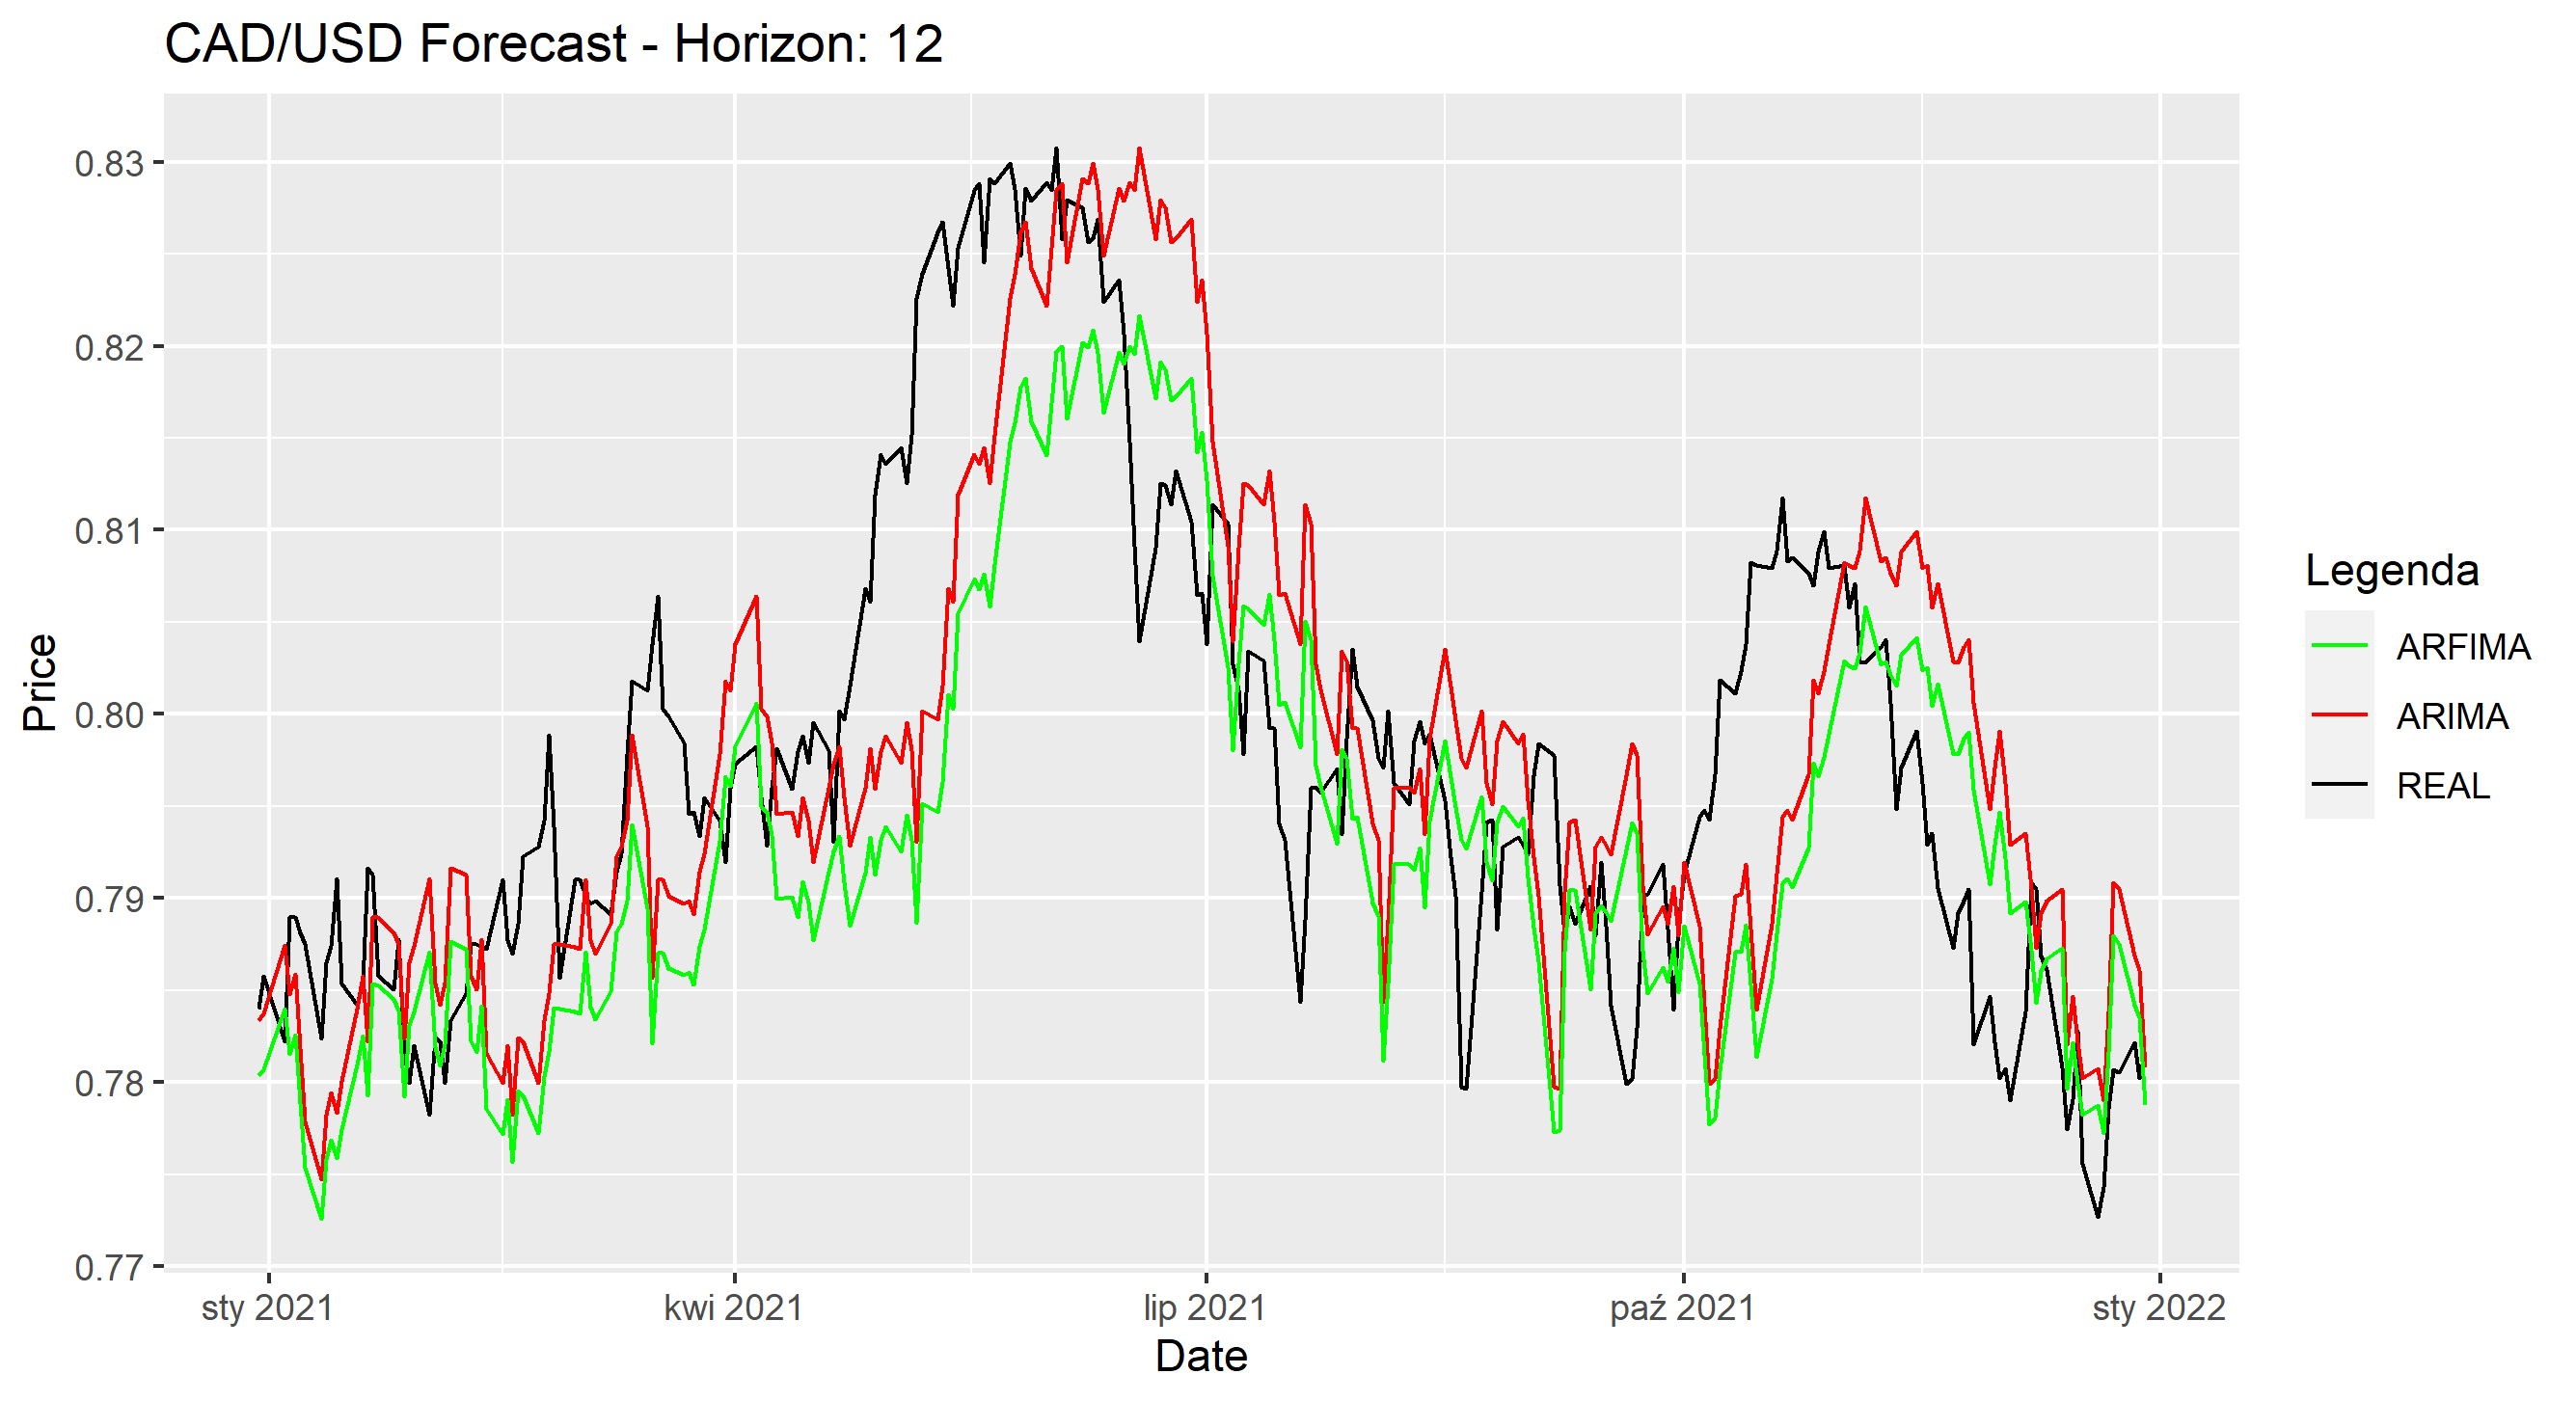 CAD/USD Forecast - Horizon: 12
Price
0.83
0.82
0.81
0.80
0.79
0.78
0.77
sty 2021
kwi 2021
lip 2021
paź 2021
sty 2022
Date
Legenda
ARFIMA
ARIMA
REAL